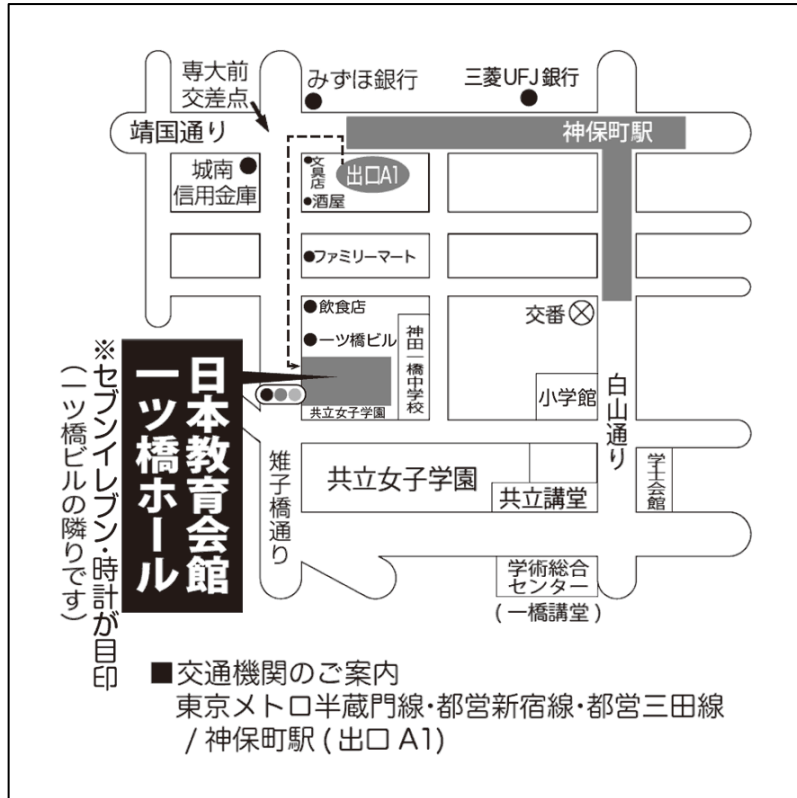 専大前
交差点
みずほ銀行
三菱UFJ銀行
靖国通り
神保町駅
城南
信用金庫
文具店
出口A1
酒屋
ファミリーマート
飲食店
一ツ橋ビル
神田一橋中学校
交番
小学館
白山通り
共立女子学園
日本教育会館
一ツ橋ホール
※セブンイレブン・時計が目印
(一ツ橋ビルの隣りです)
雉子橋通り
共立女子学園
共立講堂
学士会館
学術総合
センター
(一橋講堂)
■交通機関のご案内
東京メトロ半蔵門線・都営新宿線・都営三田線
/ 神保町駅 ( 出口 A1)